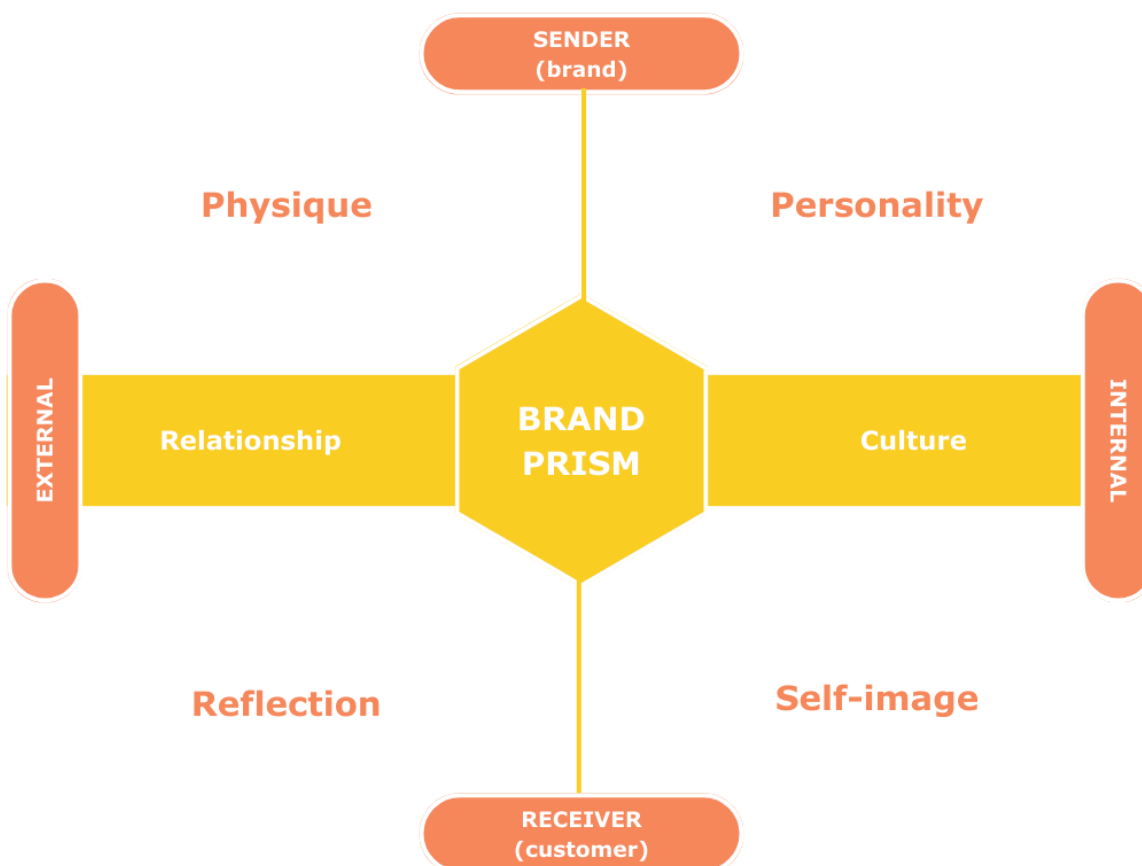 SENDER
(brand)
Physique
Personality
EXTERNAL
Relationship
BRAND
PRISM
Culture
INTERNAL
Reflection
Self-image
RECEIVER
(customer)